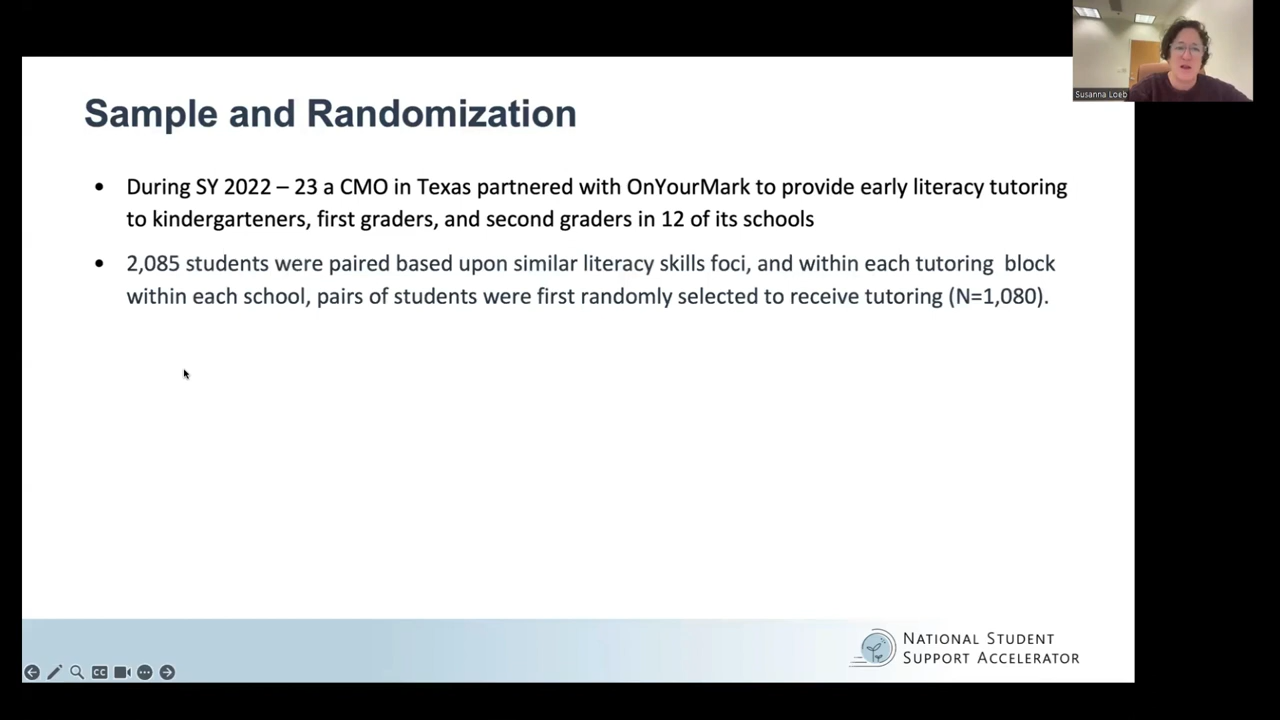 Susanna Loeb
Sample and Randomization
• During SY 2022 – 23 a CMO in Texas partnered with OnYourMark to provide early literacy tutoring
to kindergarteners, first graders, and second graders in 12 of its schools
• 2,085 students were paired based upon similar literacy skills foci, and within each tutoring block
within each school, pairs of students were first randomly selected to receive tutoring (N=1,080).
NATIONAL STUDENT
SUPPORT ACCELERATOR
CC